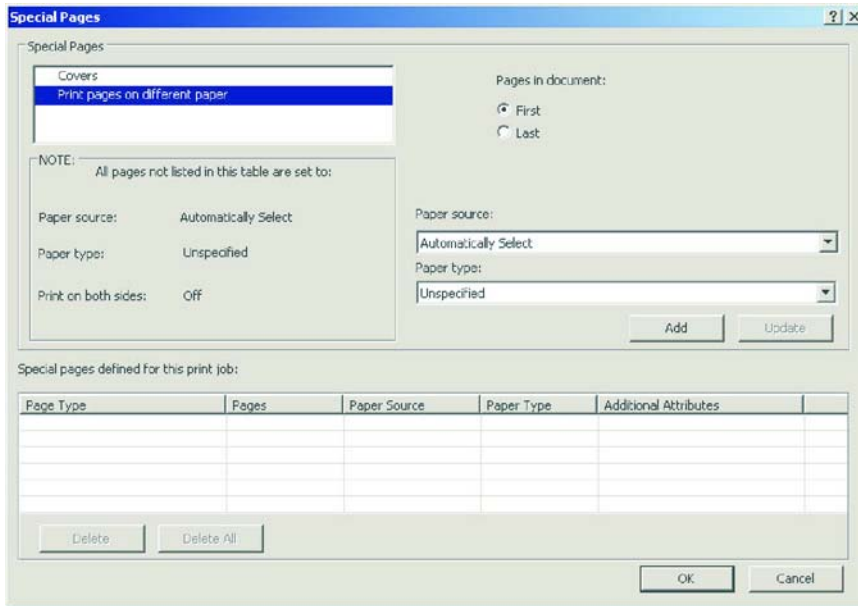 Special Pages
Special Pages
Covers
Print pages on different paper
Pages in document:
First
Last
NOTE:
All pages not listed in this table are set to:
Paper source: Automatically Select
Paper type: Unspecified
Print on both sides: Off
Paper source:
Automatically Select
Paper type:
Unspecified
Add Update
Special pages defined for this print job:
Page Type Pages Paper Source Paper Type Additional Attributes
Delete Delete All
OK Cancel